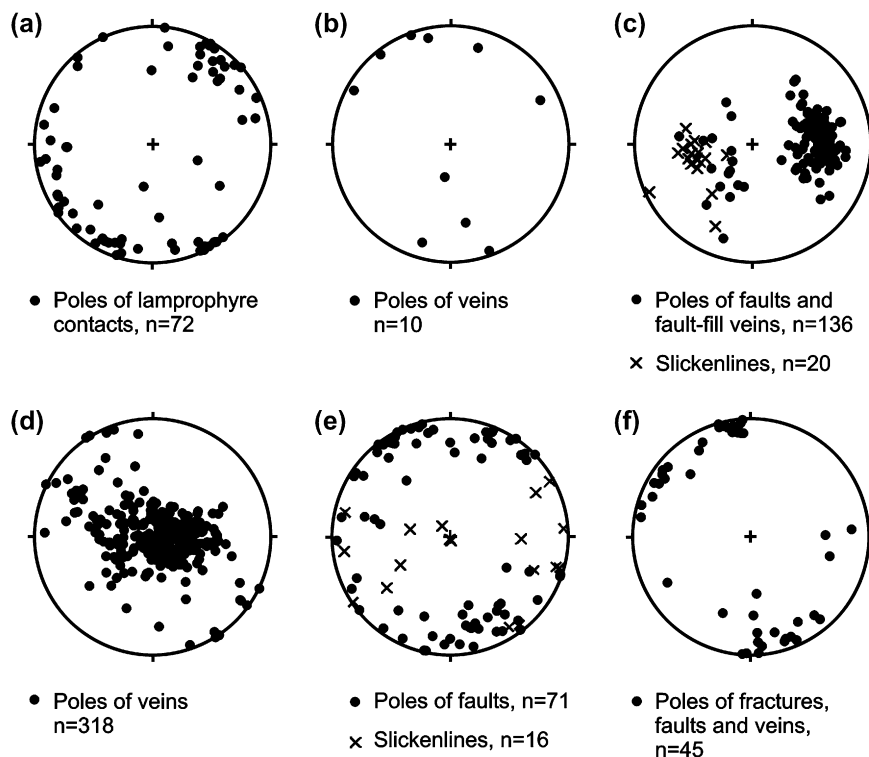 (a)
(b)
(c)
Poles of lamprophyre
contacts, n=72
Poles of veins
n=10
Poles of faults and
fault-fill veins, n=136
Slickenlines, n=20
(d)
(e)
(f)
Poles of veins
n=318
Poles of faults, n=71
Slickenlines, n=16
Poles of fractures,
faults and veins,
n=45